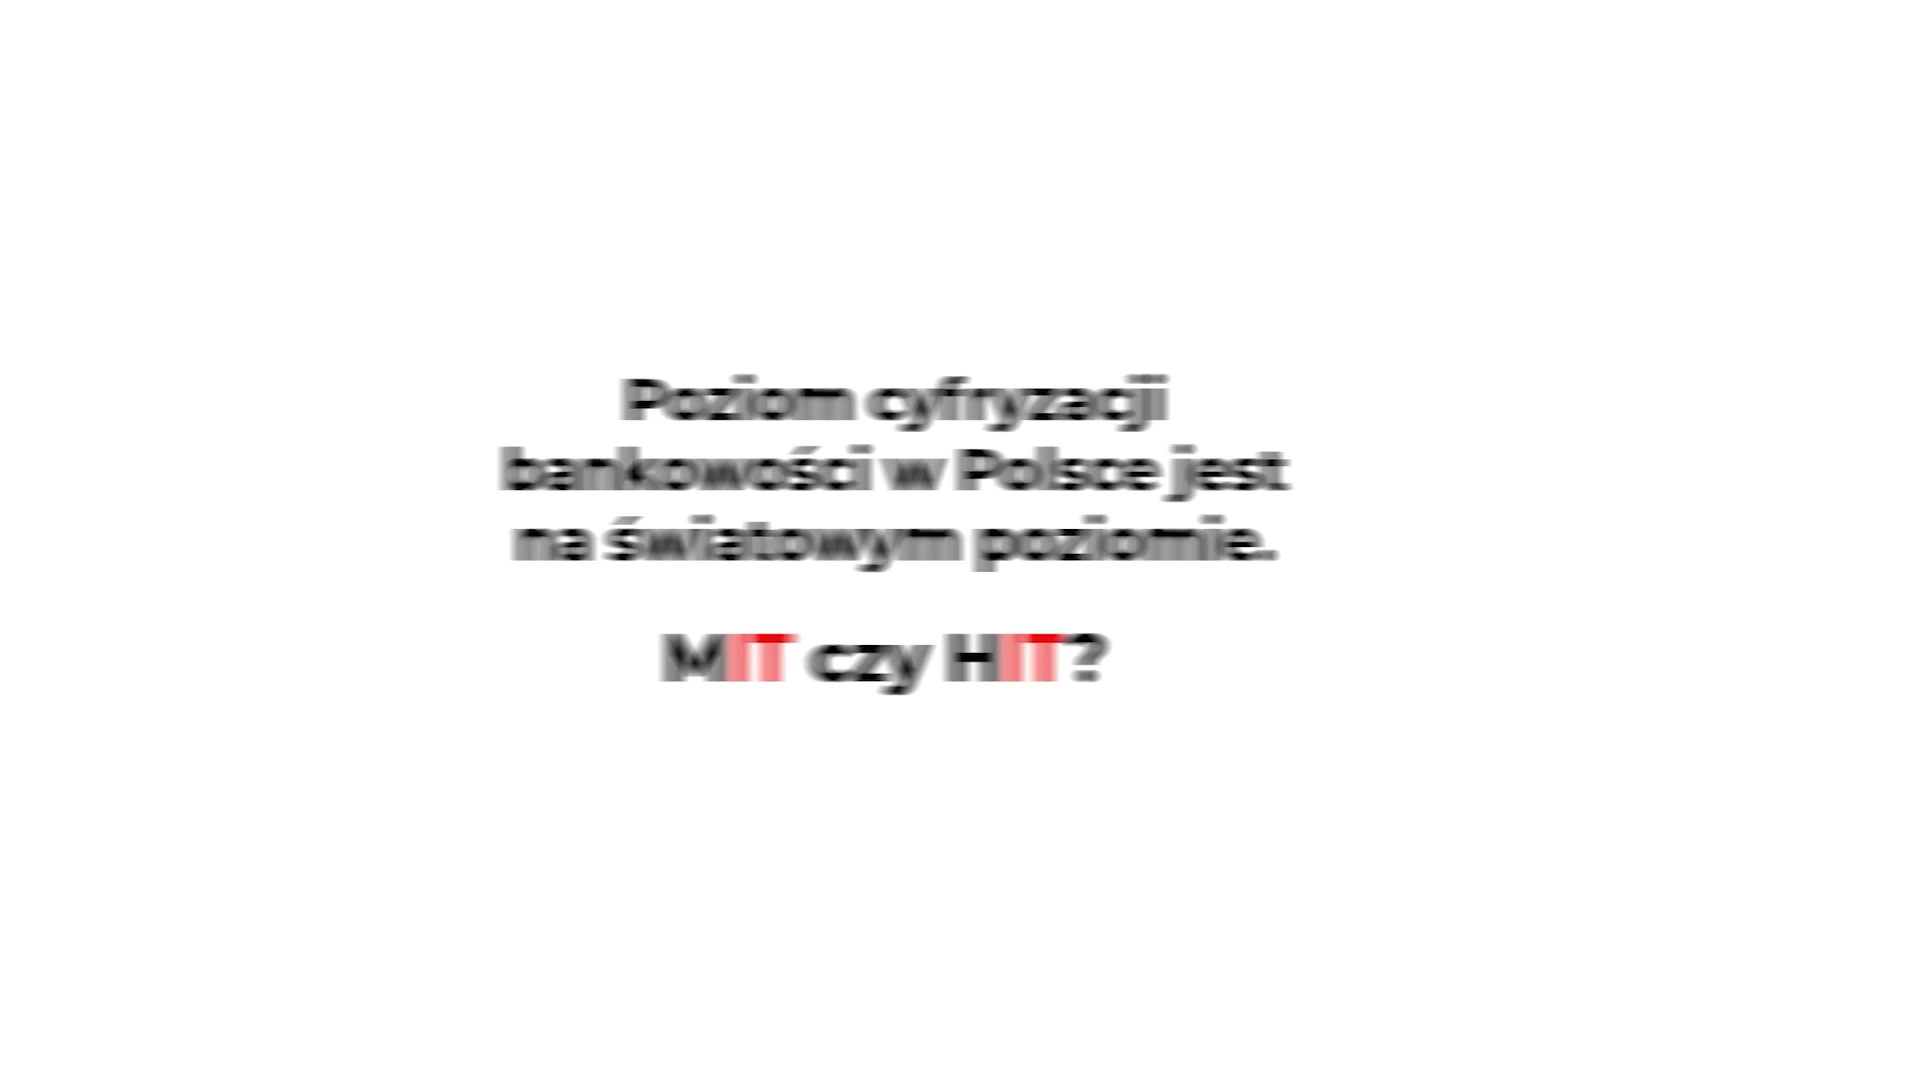 Poziom cyfryzacji
bankowości w Polsce jest
na światowym poziomie..
MIT czy HIT?